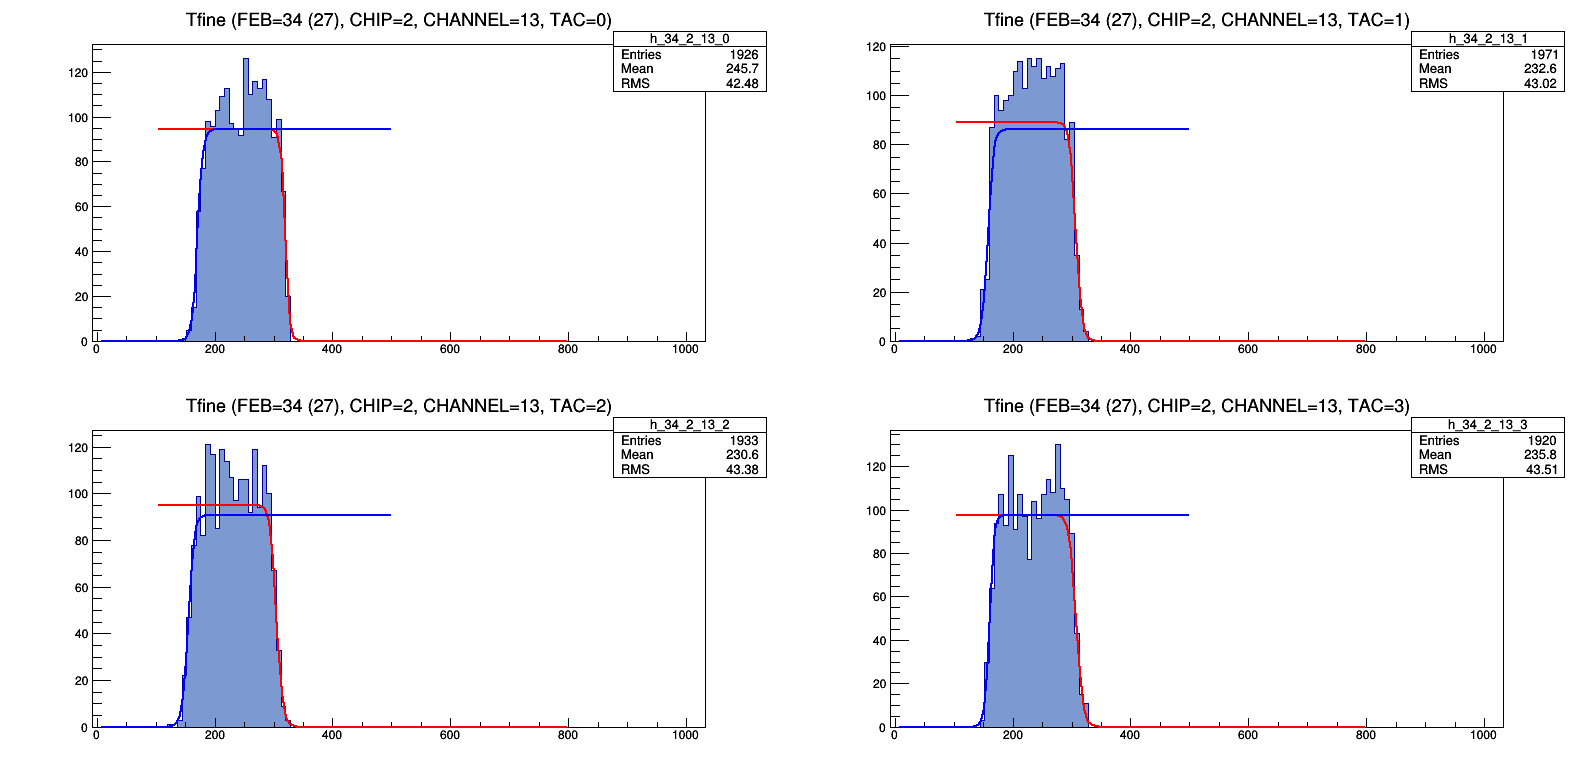 Tfine (FEB=34 (27), CHIP=2, CHANNEL=13, TAC=0)
h_34_2_13_0
Entries 1926
Mean 245.7
RMS 42.48
120
100
80
60
40
20
0
0 200 400 600 800 1000
Tfine (FEB=34 (27), CHIP=2, CHANNEL=13, TAC=1)
h_34_2_13_1
Entries 1971
Mean 232.6
RMS 43.02
120
100
80
60
40
20
0
0 200 400 600 800 1000
Tfine (FEB=34 (27), CHIP=2, CHANNEL=13, TAC=2)
h_34_2_13_2
Entries 1933
Mean 230.6
RMS 43.38
120
100
80
60
40
20
0
0 200 400 600 800 1000
Tfine (FEB=34 (27), CHIP=2, CHANNEL=13, TAC=3)
h_34_2_13_3
Entries 1920
Mean 235.8
RMS 43.51
120
100
80
60
40
20
0
0 200 400 600 800 1000